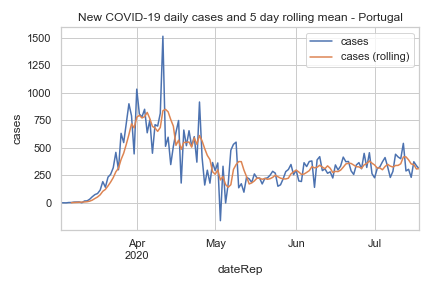 New COVID-19 daily cases and 5 day rolling mean - Portugal
cases
cases (rolling)
1500
1250
1000
750
500
250
0
cases
Apr
2020
May
Jun
Jul
dateRep